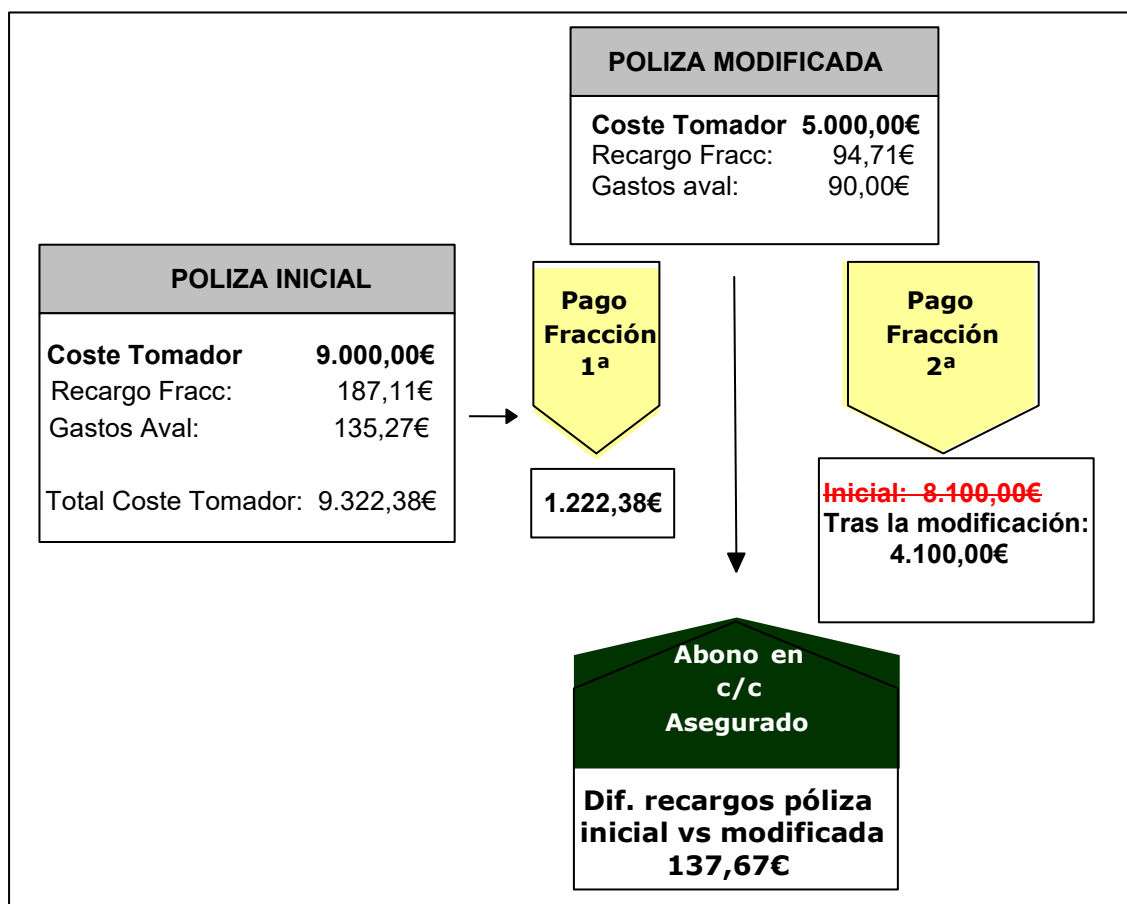 POLIZA MODIFICADA
Coste Tomador 5.000,00€
Recargo Fracc: 94,71€
Gastos aval: 90,00€
POLIZA INICIAL
Coste Tomador 9.000,00€
Recargo Fracc: 187,11€
Gastos Aval: 135,27€
Total Coste Tomador: 9.322,38€
Pago
Fracción
1ª
1.222,38€
Pago
Fracción
2ª
Inicial: 8.100,00€
Tras la modificación:
4.100,00€
Abono en
c/c
Asegurado
Dif. recargos póliza
inicial vs modificada
137,67€